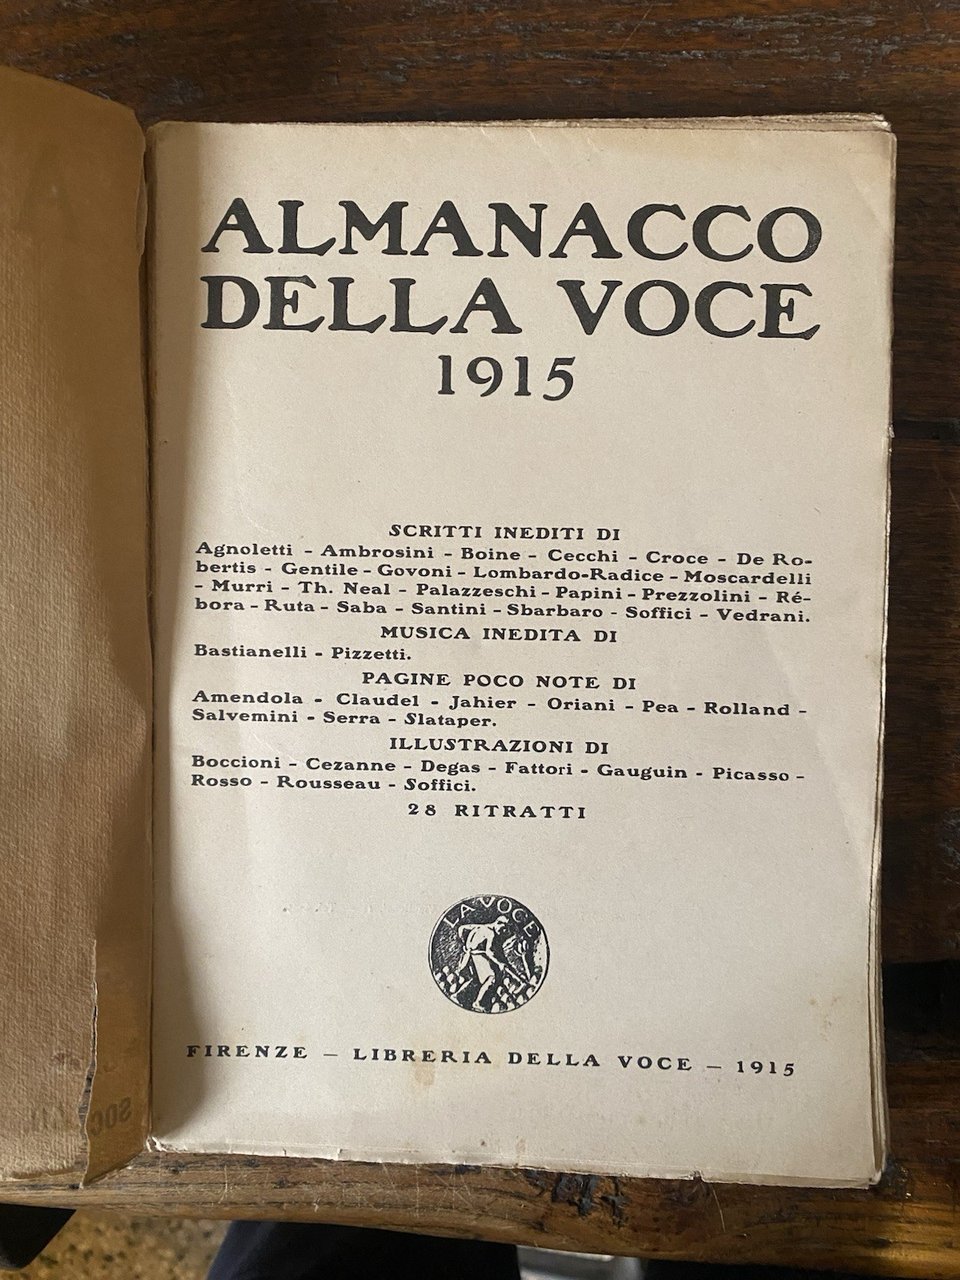 ALMANACCO
DELLA VOCE
1915
SCRITTI INEDITI DI
Agnoletti - Ambrosini - Boine - Cecchi - Croce - De Ro-
bertis - Gentile - Govoni - Lombardo-Radice - Moscardelli
- Murri - Th. Neal - Palazzeschi - Papini - Prezzolini - Ré-
bora - Ruta - Saba - Santini - Sbarbaro - Soffici - Vedrani.
MUSICA INEDITA DI
Bastianelli - Pizzetti.
PAGINE POCO NOTE DI
Amendola - Claudel - Jahier - Oriani - Pea - Rolland -
Salvemini - Serra - Slataper.
ILLUSTRAZIONI DI
Boccioni - Cezanne - Degas - Fattori - Gauguin - Picasso -
Rosso - Rousseau - Soffici.
28 RITRATTI
LA VOCE
FIRENZE — LIBRERIA DELLA VOCE — 1915